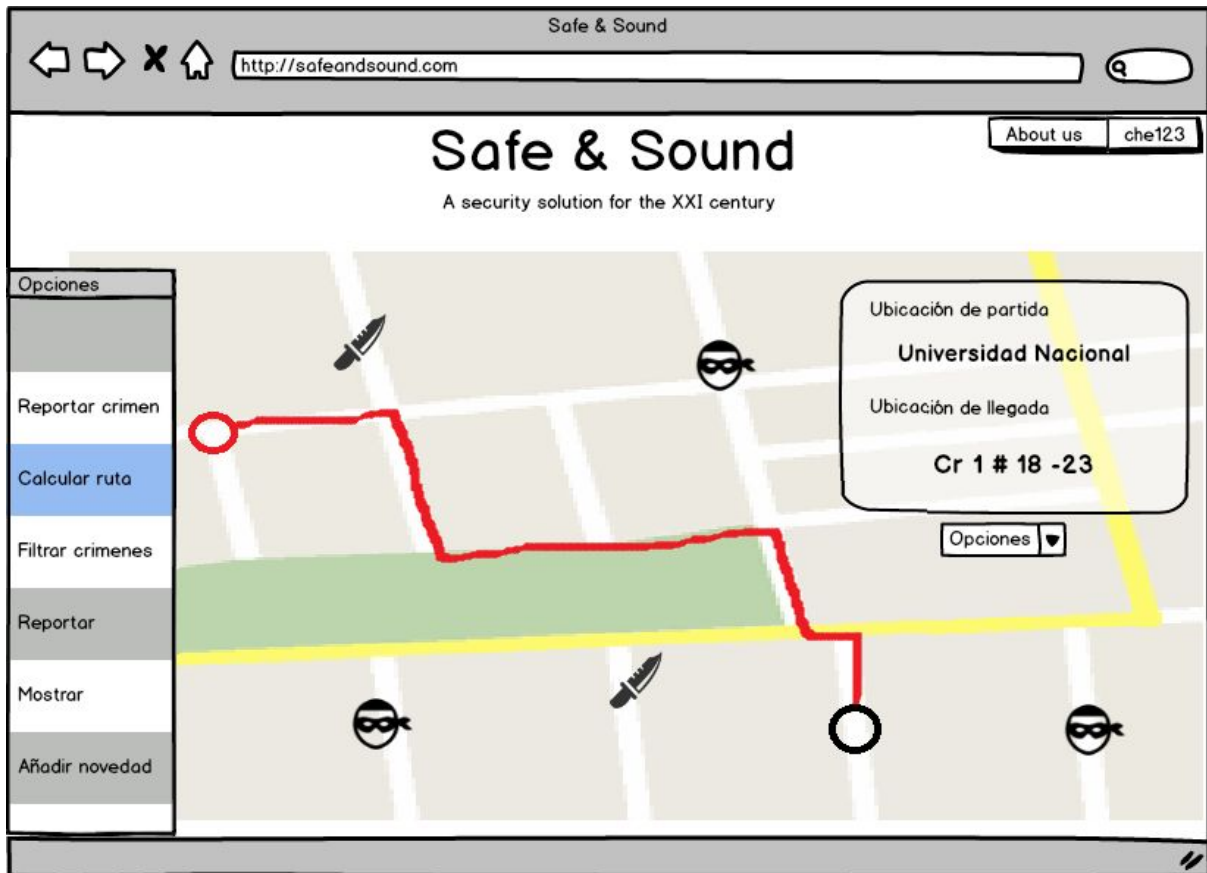 Safe & Sound
http://safeandsound.com
About us
che123
Safe & Sound
A security solution for the XXI century
Opciones
Reportar crimen
Calcular ruta
Filtrar crimenes
Reportar
Mostrar
Añadir novedad
Ubicación de partida
Universidad Nacional
Ubicación de llegada
Cr 1 # 18 -23
Opciones